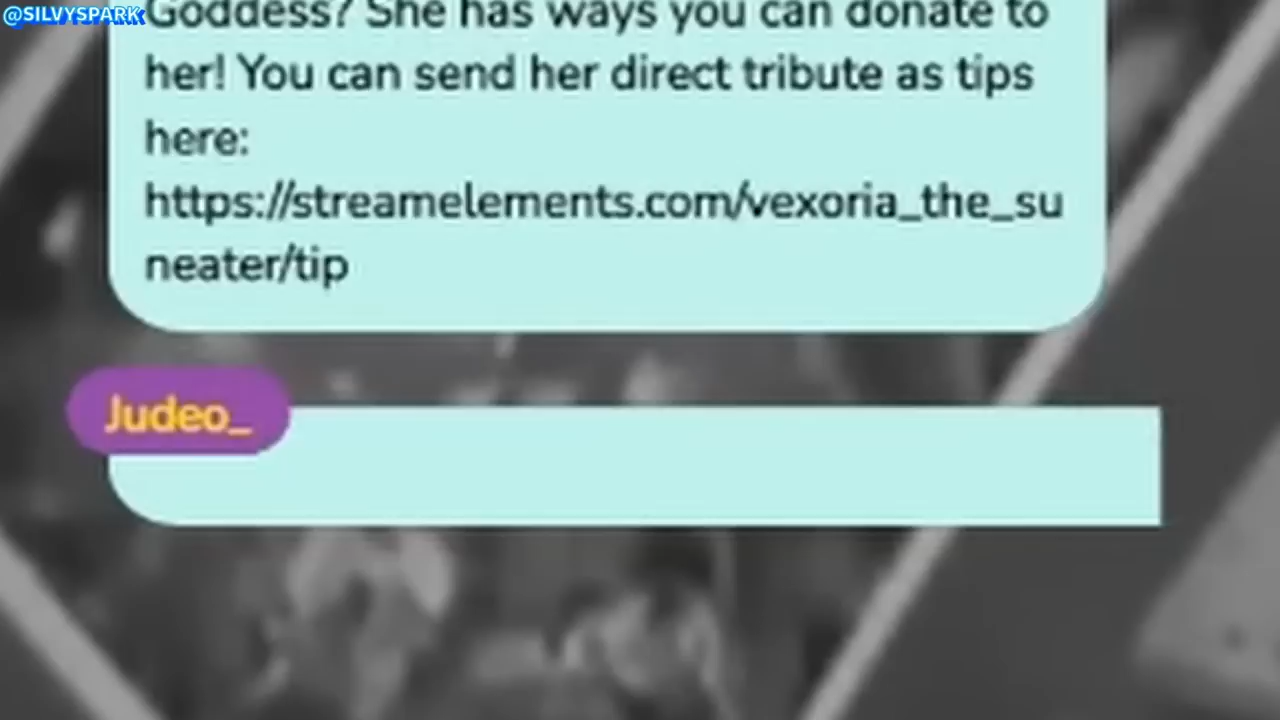 @SILVYSPARK
Goddess? She has ways you can donate to
her! You can send her direct tribute as tips
here:
https://streamelements.com/vexoria_the_su
neater/tip
Judeo_